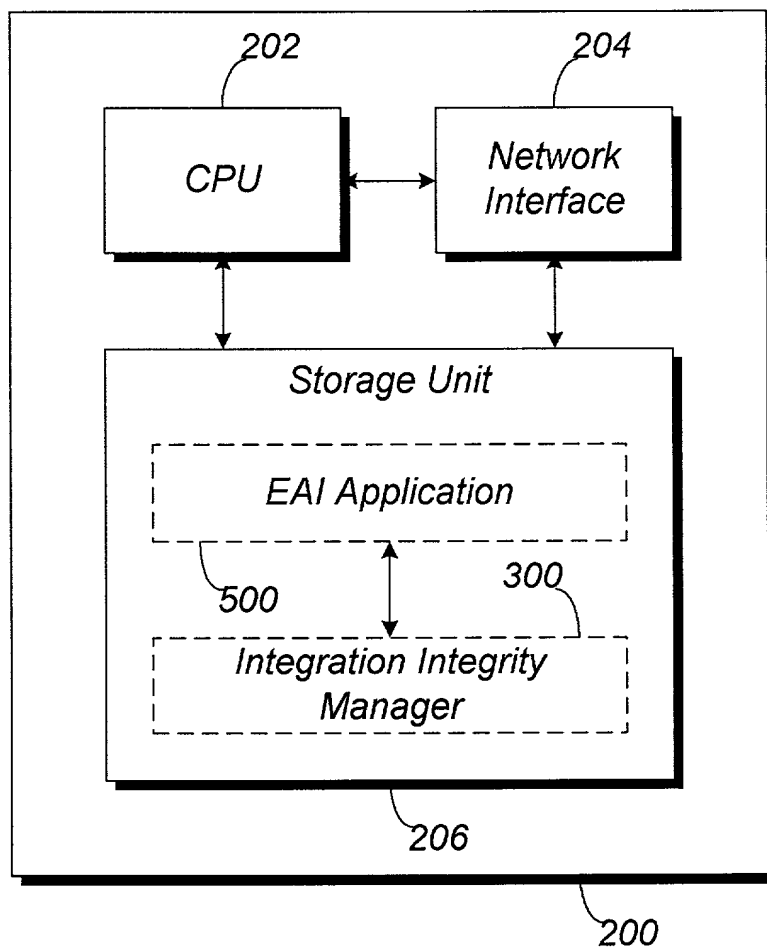 202
204
CPU
Network
Interface
Storage Unit
EAI Application
500
300
Integration Integrity
Manager
206
200